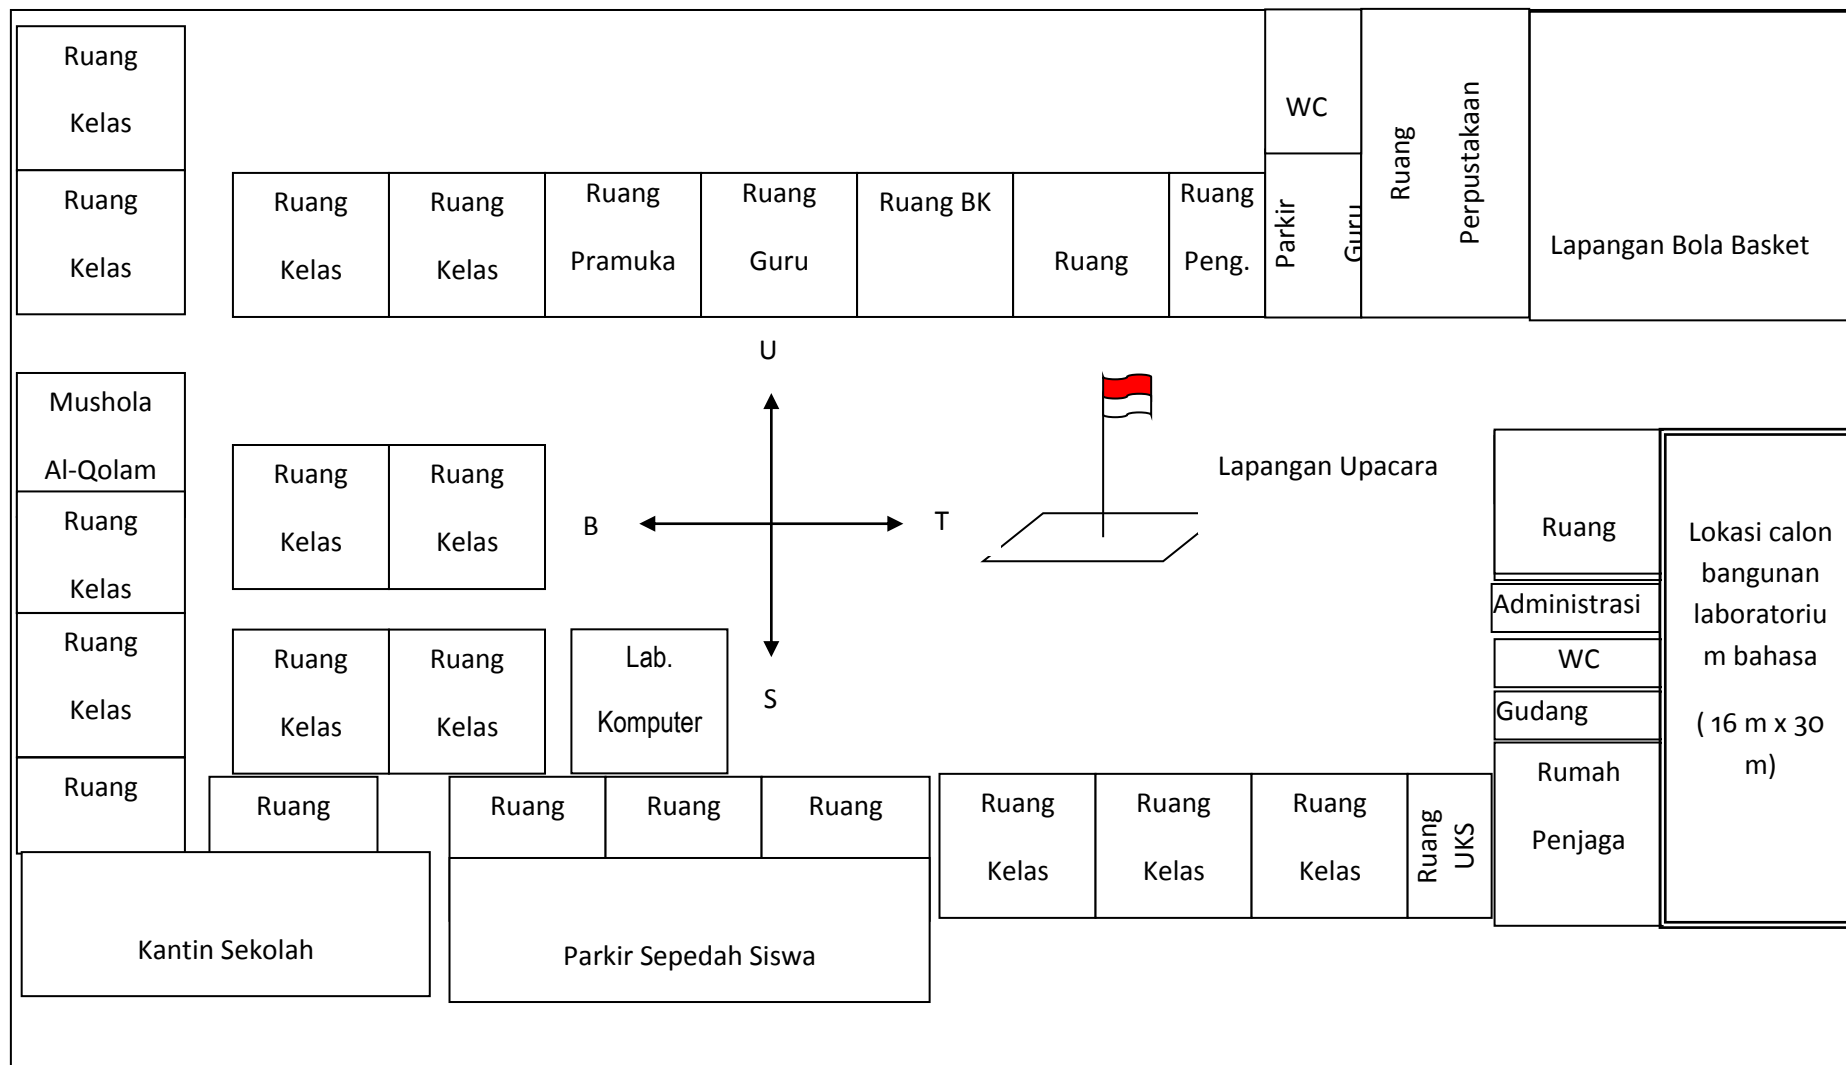 Ruang
Kelas
Ruang
Kelas
Ruang
Kelas
Ruang
Kelas
Ruang
Pramuka
Ruang
Guru
Ruang BK
Ruang
Ruang
Peng.
WC
Parkir
Guru
Ruang
Perpustakaan
Lapangan Bola Basket
U
B
T
S
Mushola
Al-Qolam
Ruang
Kelas
Ruang
Kelas
Ruang
Ruang
Kelas
Ruang
Kelas
Ruang
Kelas
Ruang
Kelas
Lab.
Komputer
Lapangan Upacara
Ruang
Administrasi
WC
Gudang
Rumah
Penjaga
Lokasi calon
bangunan
laboratoriu
m bahasa
( 16 m x 30
m)
Ruang
Ruang
Ruang
Ruang
Ruang
Kelas
Ruang
Kelas
Ruang
Kelas
Ruang
UKS
Kantin Sekolah
Parkir Sepedah Siswa